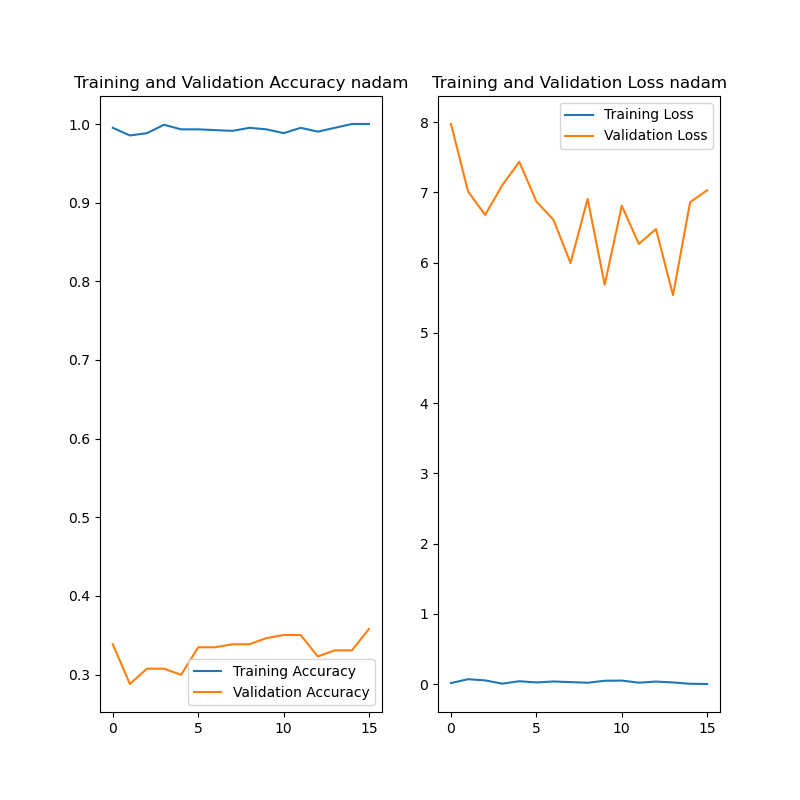 Training and Validation Accuracy nadam
1.0
0.9
0.8
0.7
0.6
0.5
0.4
0.3
0 5 10 15
Training Accuracy
Validation Accuracy
Training and Validation Loss nadam
8
7
6
5
4
3
2
1
0
0 5 10 15
Training Loss
Validation Loss